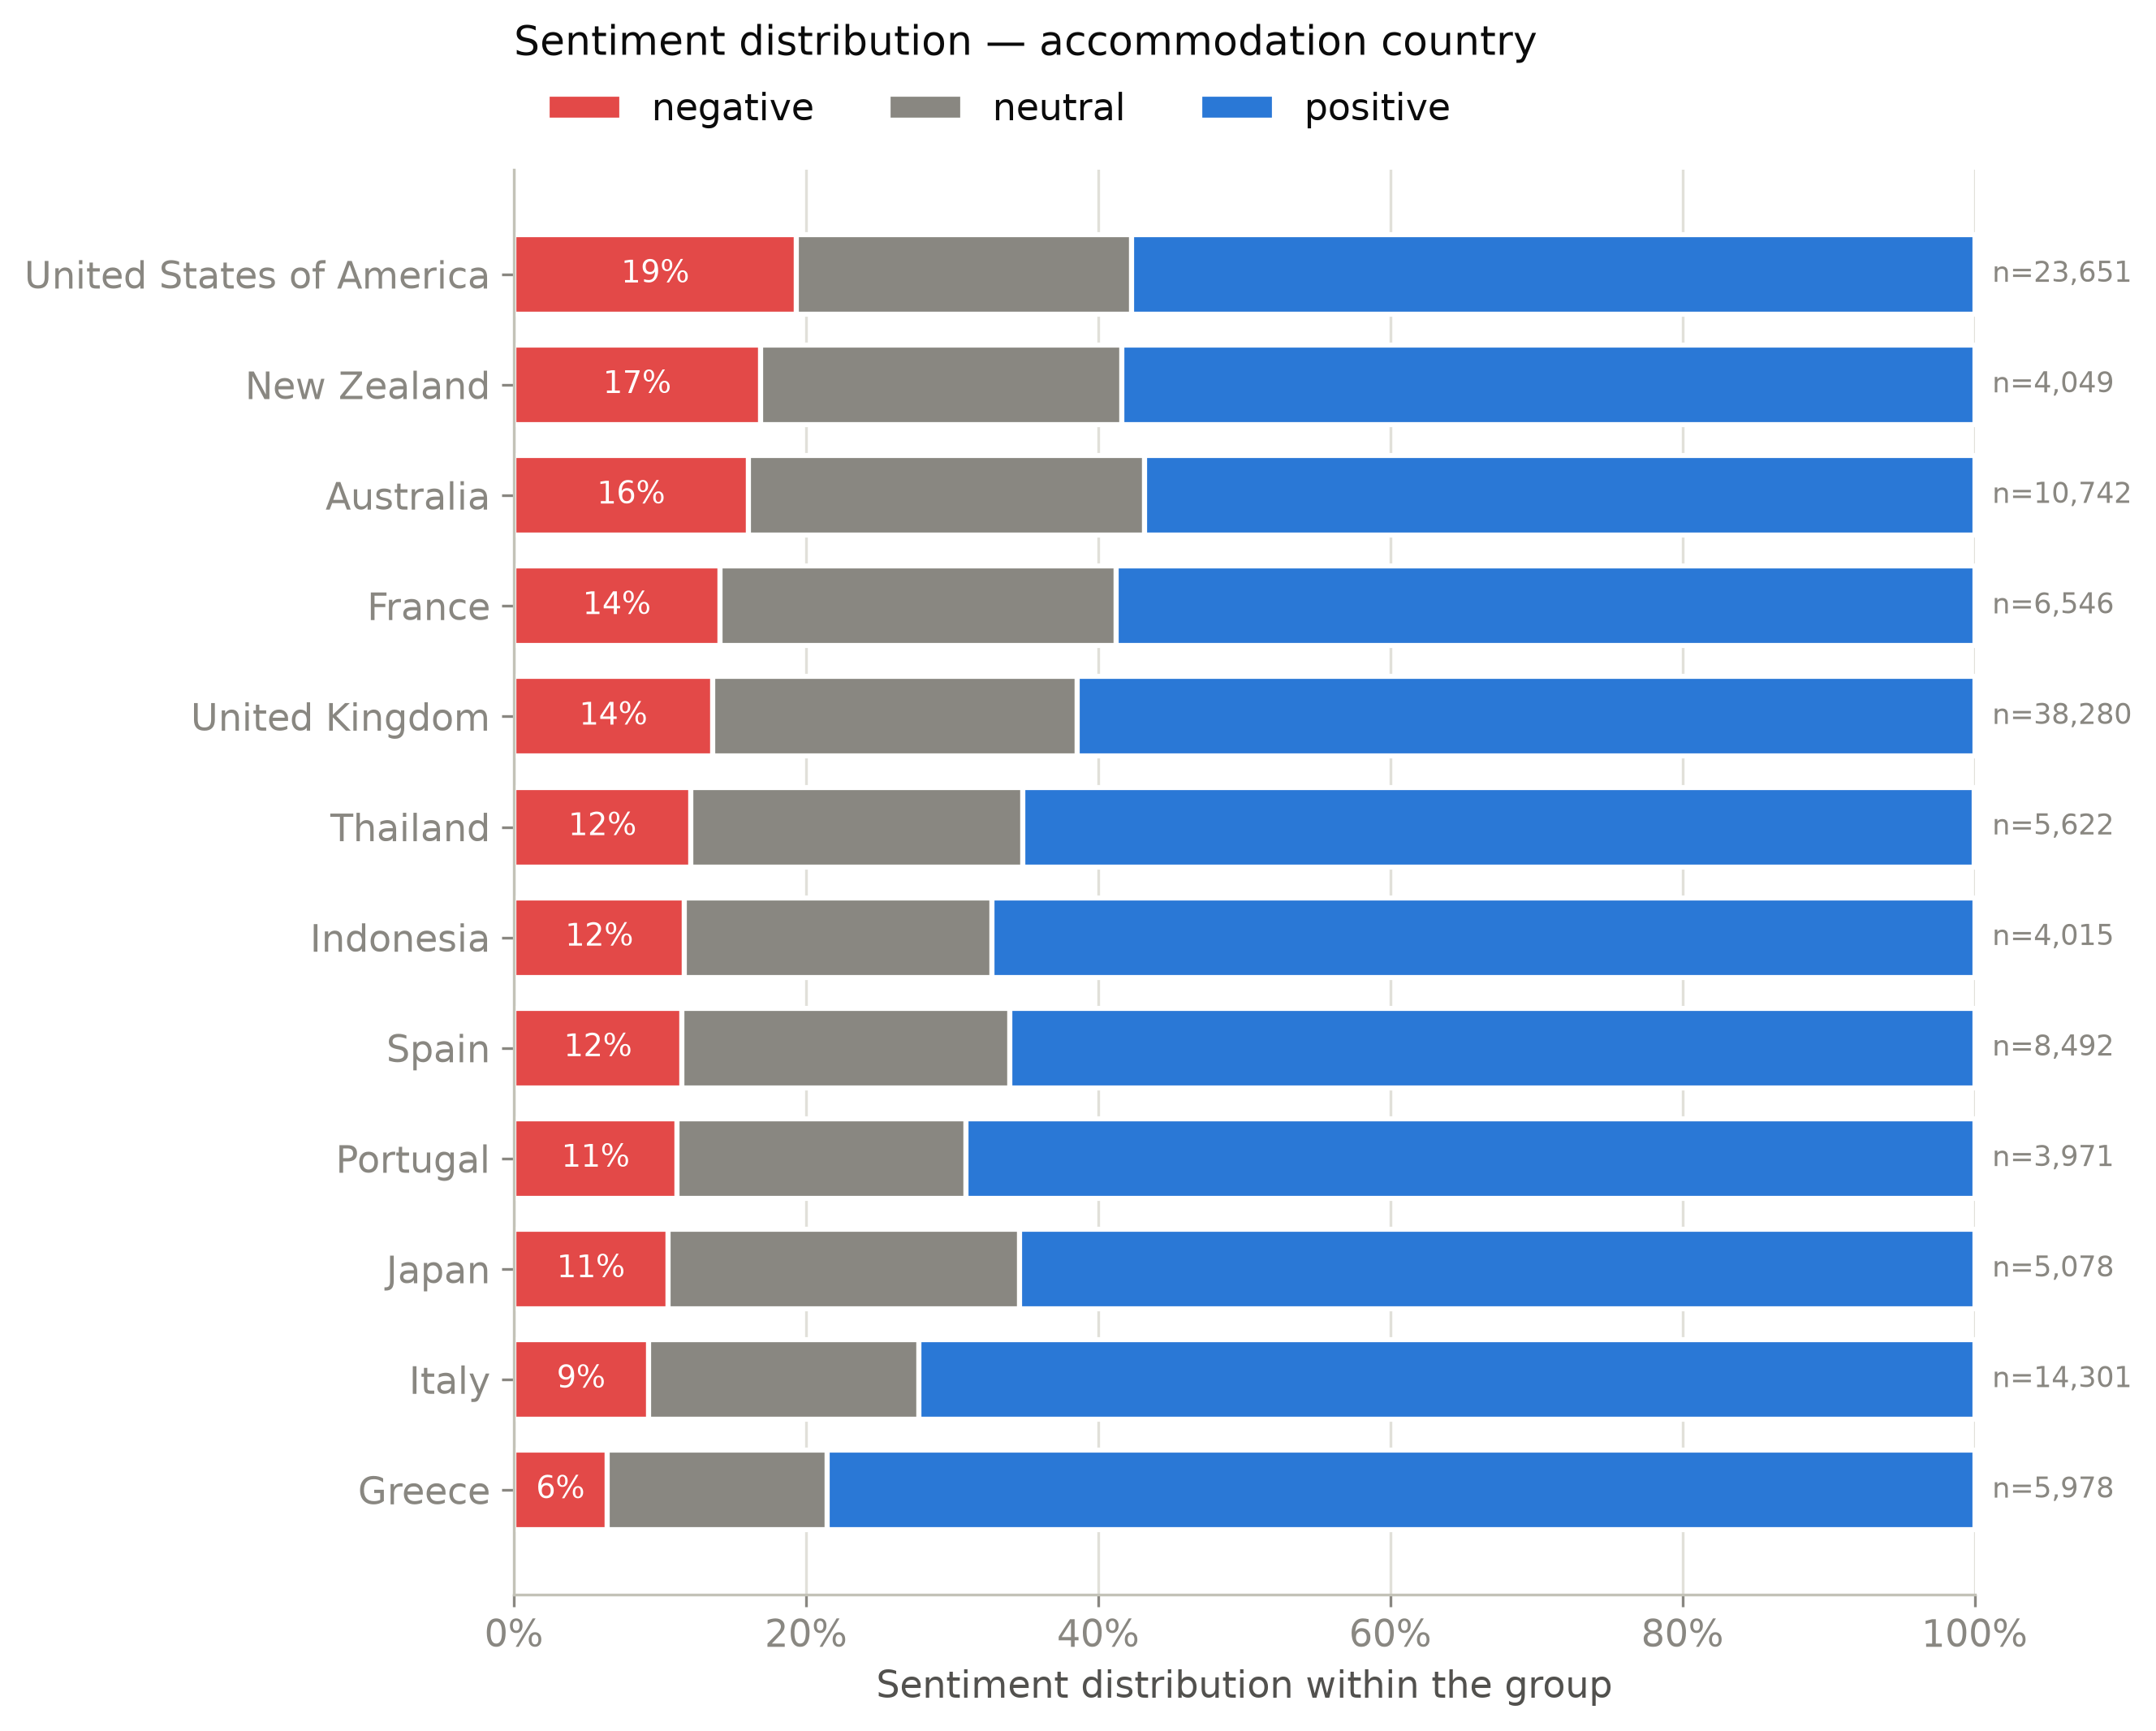 Sentiment distribution — accommodation country
negative neutral positive
United States of America 19% n=23,651
New Zealand 17% n=4,049
Australia 16% n=10,742
France 14% n=6,546
United Kingdom 14% n=38,280
Thailand 12% n=5,622
Indonesia 12% n=4,015
Spain 12% n=8,492
Portugal 11% n=3,971
Japan 11% n=5,078
Italy 9% n=14,301
Greece 6% n=5,978
0% 20% 40% 60% 80% 100%
Sentiment distribution within the group